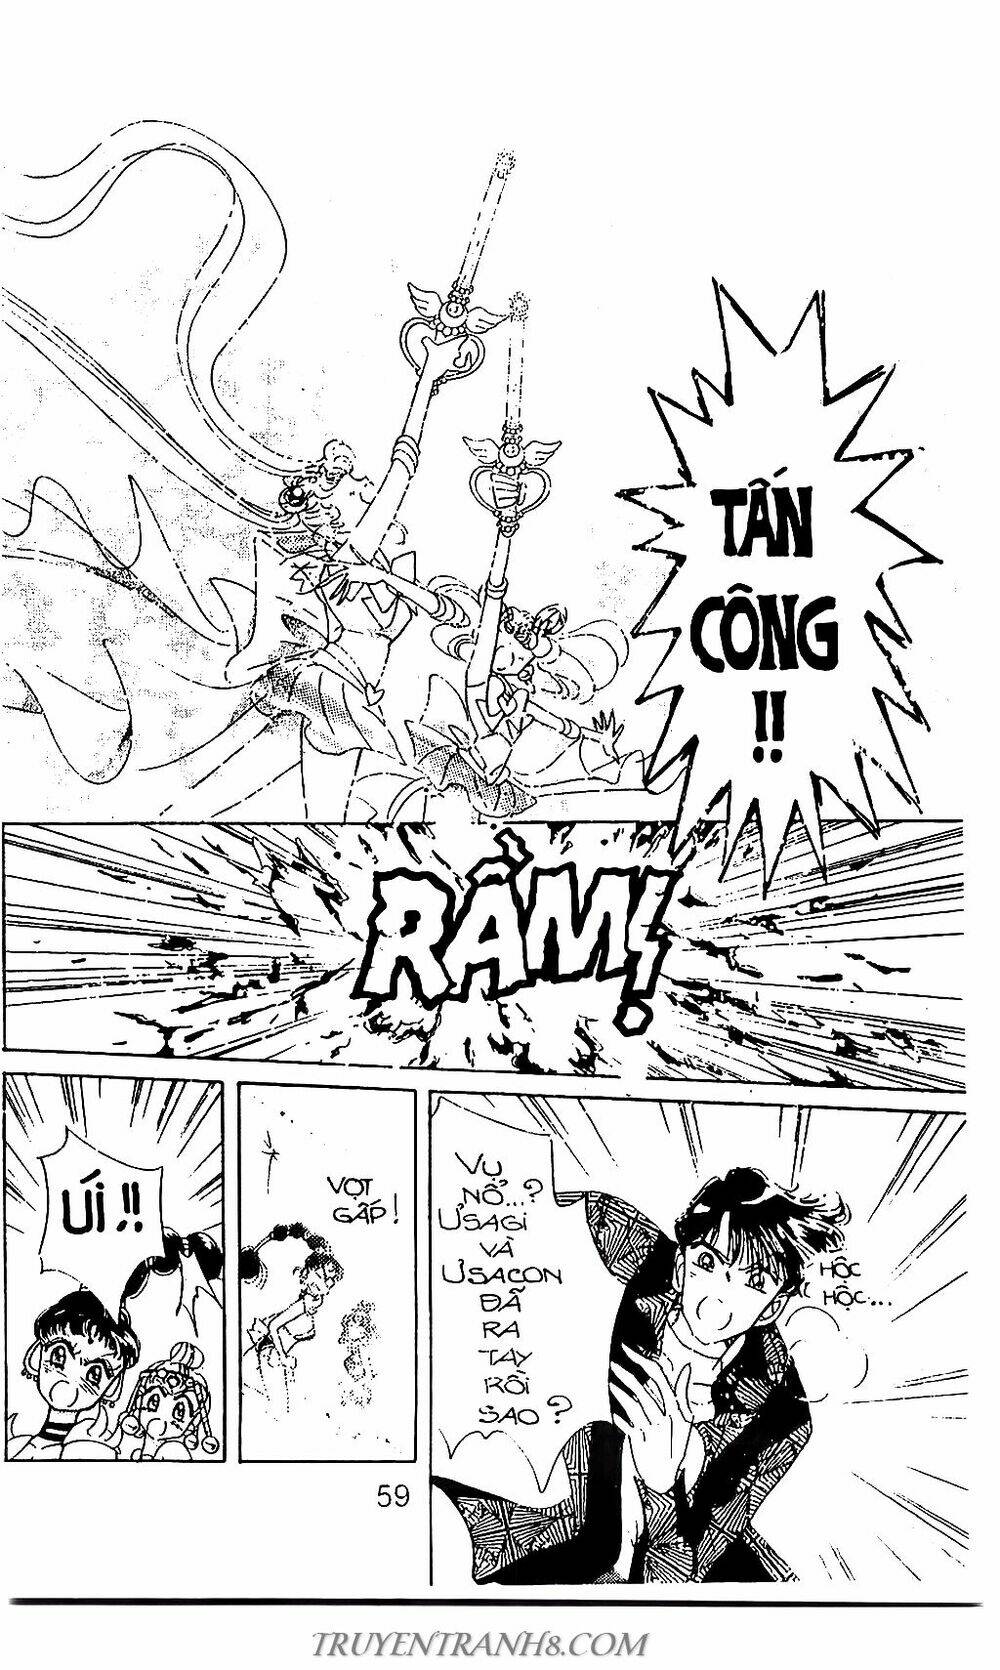 TẤN
CÔNG
!!
RẦM!
ÚI!!
VỌT
GẤP!
VỤ
NỔ...?
USAGI
VÀ
USACON
ĐÃ
RA
TAY
RỒI
SAO?
HỘC
HỘC...
59
TRUYENTRANH8.COM